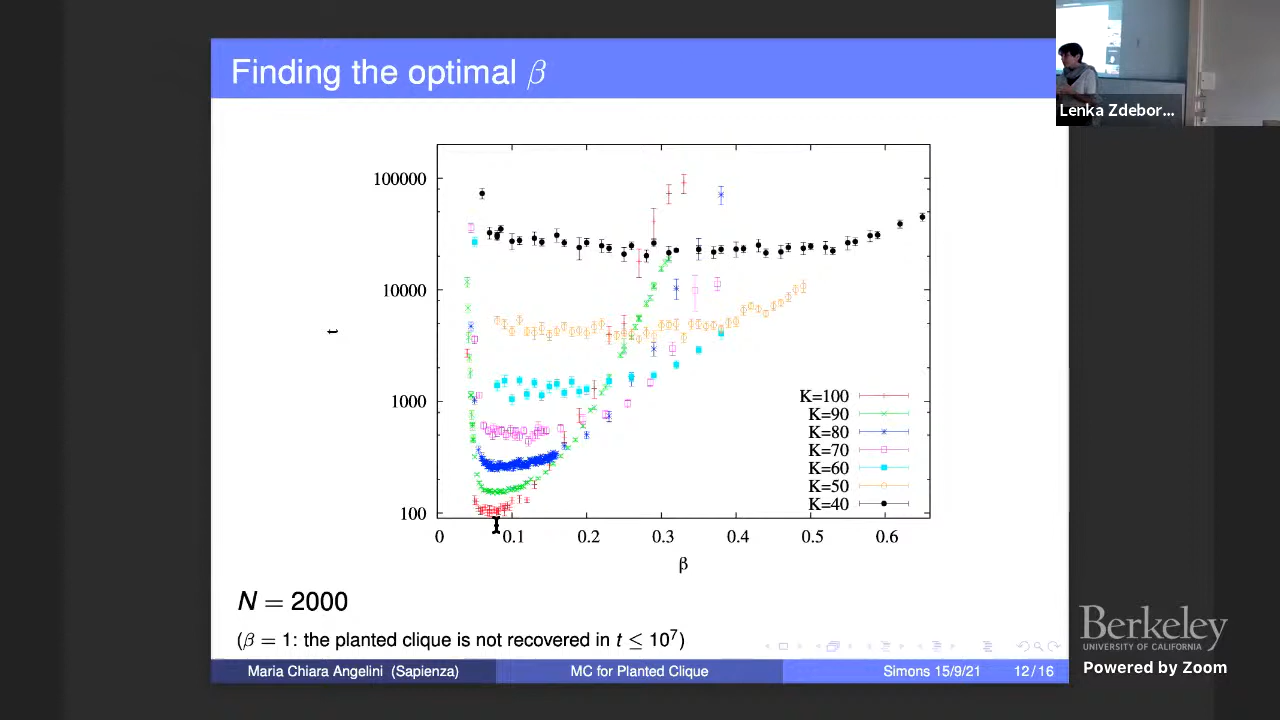 Finding the optimal β
Lenka Zdebor...
100000
10000
1000
100
t
K=100
K=90
K=80
K=70
K=60
K=50
K=40
0 0.1 0.2 0.3 0.4 0.5 0.6
β
N = 2000
(β = 1: the planted clique is not recovered in t ≤ 10⁷)
Maria Chiara Angelini (Sapienza) MC for Planted Clique Simons 15/9/21 12 / 16
Berkeley
UNIVERSITY OF CALIFORNIA
Powered by Zoom